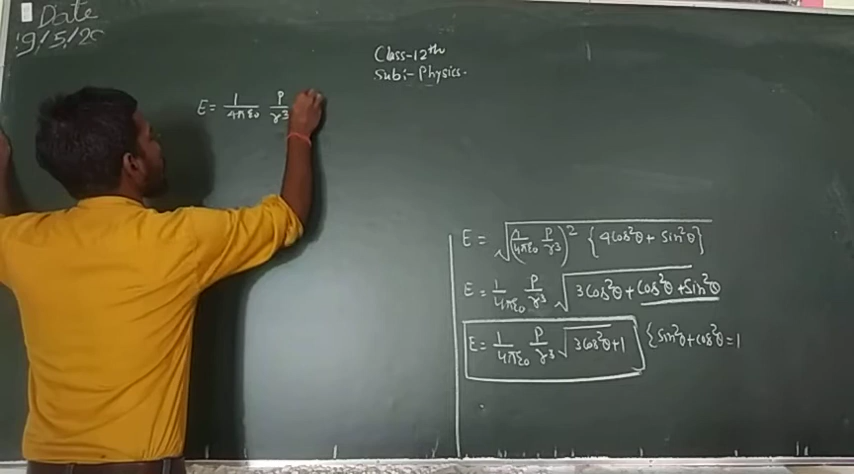 Date
9/5/20
Class-12th
Sub:- Physics.
E = 1/4πε₀ P/r³
E = √(1/4πε₀ P/r³)² {4cos²θ + sin²θ}
E = 1/4πε₀ P/r³ √3cos²θ + cos²θ + sin²θ
E = 1/4πε₀ P/r³ √3cos²θ+1 {sin²θ+cos²θ=1